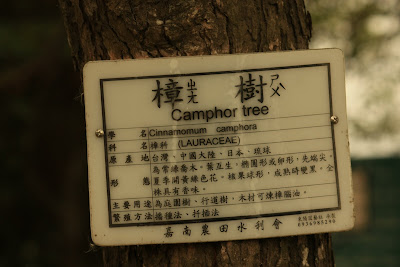 樟ㄓㄤ 樹ㄕㄨˋ
Camphor tree
學 名 Cinnamomum camphora
科 名 樟科 (LAURACEAE)
原 產 地 台灣、中國大陸、日本、琉球
為常綠喬木，葉互生，橢圓形或卵形，先端尖，
形 態 夏季開黃綠色花。核果球形，成熟時變黑。全
株具有香味。
主要用途 為庭園樹、行道樹，木材可煉樟腦油。
繁殖方法 播種法、扦插法
嘉南農田水利會
0936985290